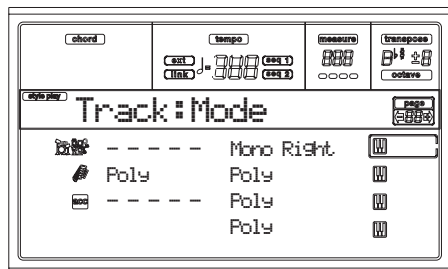 chord tempo measure transpose
ext seq 1
link seq 2
octave
style play Track:Mode page
- - - - - Mono Right
Poly Poly
ACC - - - - - Poly
Poly